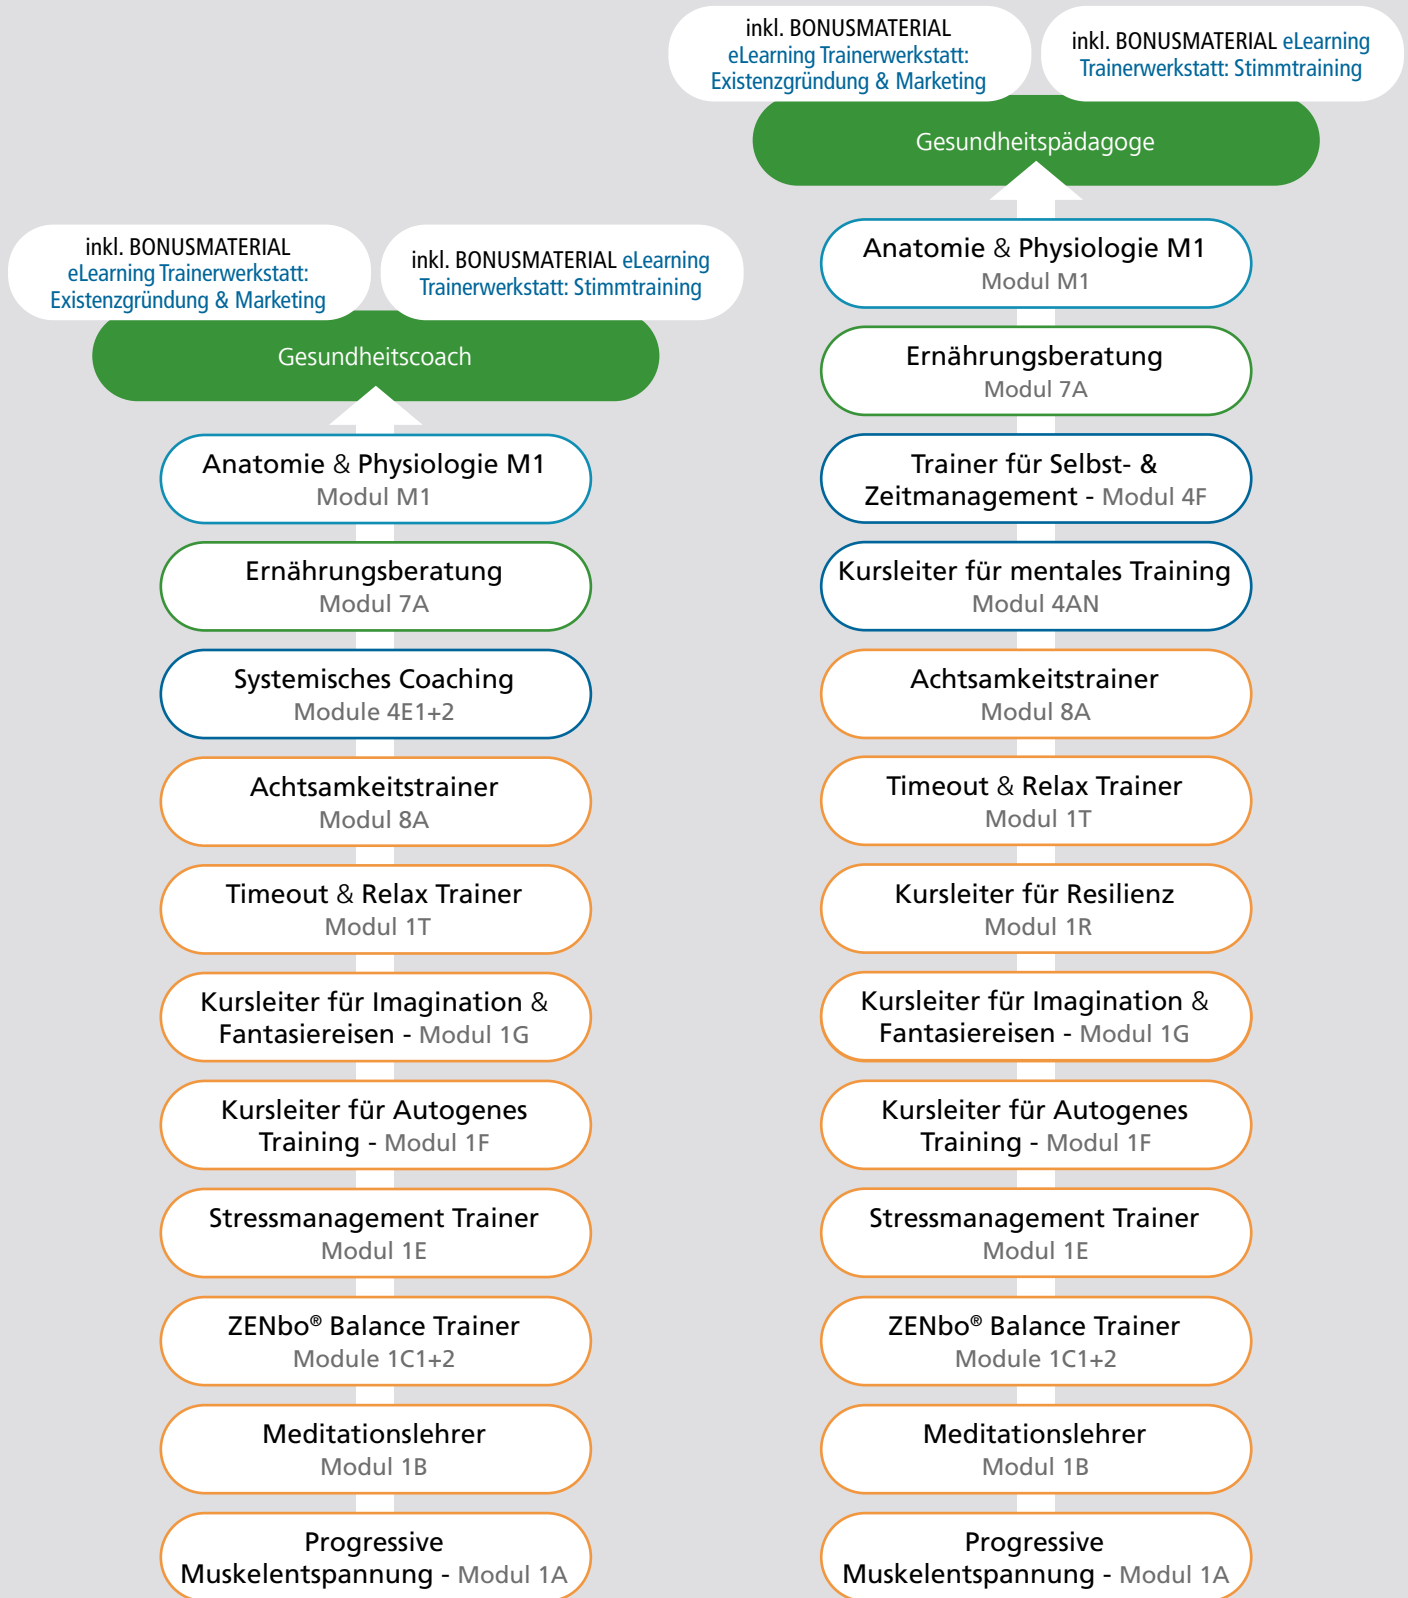 inkl. BONUSMATERIAL
eLearning Trainerwerkstatt:
Existenzgründung & Marketing
inkl. BONUSMATERIAL eLearning
Trainerwerkstatt: Stimmtraining
Gesundheitscoach
Anatomie & Physiologie M1
Modul M1
Ernährungsberatung
Modul 7A
Systemisches Coaching
Module 4E1+2
Achtsamkeitstrainer
Modul 8A
Timeout & Relax Trainer
Modul 1T
Kursleiter für Imagination &
Fantasiereisen - Modul 1G
Kursleiter für Autogenes
Training - Modul 1F
Stressmanagement Trainer
Modul 1E
ZENbo® Balance Trainer
Module 1C1+2
Meditationslehrer
Modul 1B
Progressive
Muskelentspannung - Modul 1A
inkl. BONUSMATERIAL
eLearning Trainerwerkstatt:
Existenzgründung & Marketing
inkl. BONUSMATERIAL eLearning
Trainerwerkstatt: Stimmtraining
Gesundheitspädagoge
Anatomie & Physiologie M1
Modul M1
Ernährungsberatung
Modul 7A
Trainer für Selbst- &
Zeitmanagement - Modul 4F
Kursleiter für mentales Training
Modul 4AN
Achtsamkeitstrainer
Modul 8A
Timeout & Relax Trainer
Modul 1T
Kursleiter für Resilienz
Modul 1R
Kursleiter für Imagination &
Fantasiereisen - Modul 1G
Kursleiter für Autogenes
Training - Modul 1F
Stressmanagement Trainer
Modul 1E
ZENbo® Balance Trainer
Module 1C1+2
Meditationslehrer
Modul 1B
Progressive
Muskelentspannung - Modul 1A